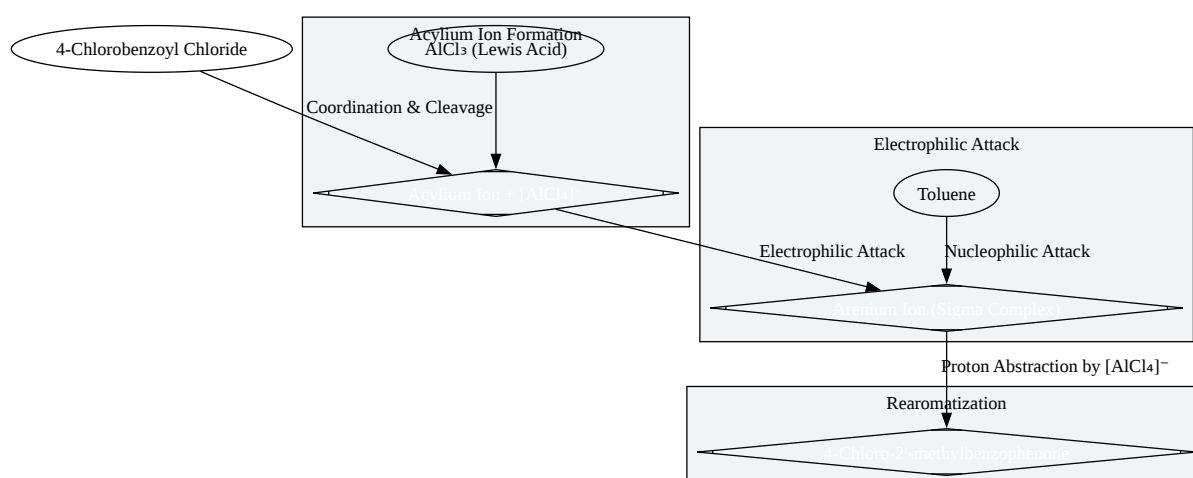 4-Chlorobenzoyl Chloride
Acylium Ion Formation
AlCl₃ (Lewis Acid)
Coordination & Cleavage
Acylium Ion + [AlCl₄]⁻
Electrophilic Attack
Toluene
Electrophilic Attack
Nucleophilic Attack
Arenium Ion (Sigma Complex)
Proton Abstraction by [AlCl₄]⁻
Rearomatization
4-Chloro-2'-methylbenzophenone